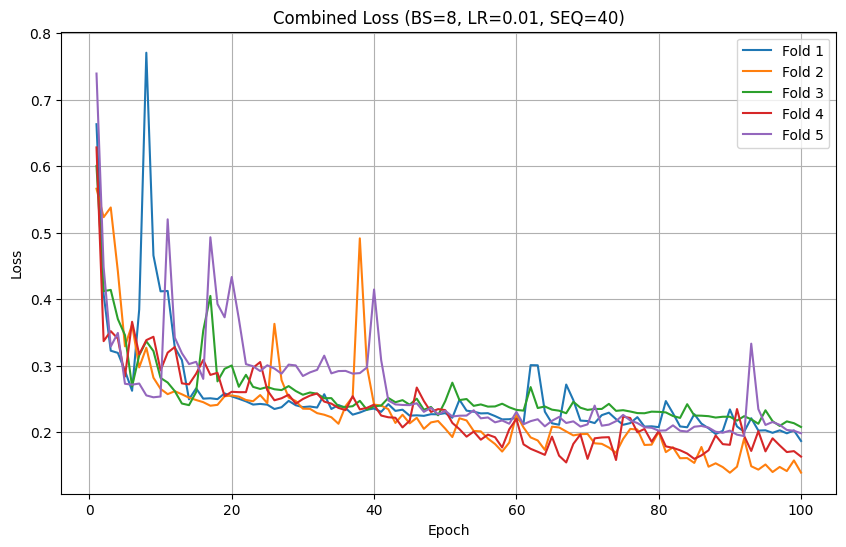 Combined Loss (BS=8, LR=0.01, SEQ=40)
Loss
0.8
0.7
0.6
0.5
0.4
0.3
0.2
Fold 1
Fold 2
Fold 3
Fold 4
Fold 5
0 20 40 60 80 100
Epoch